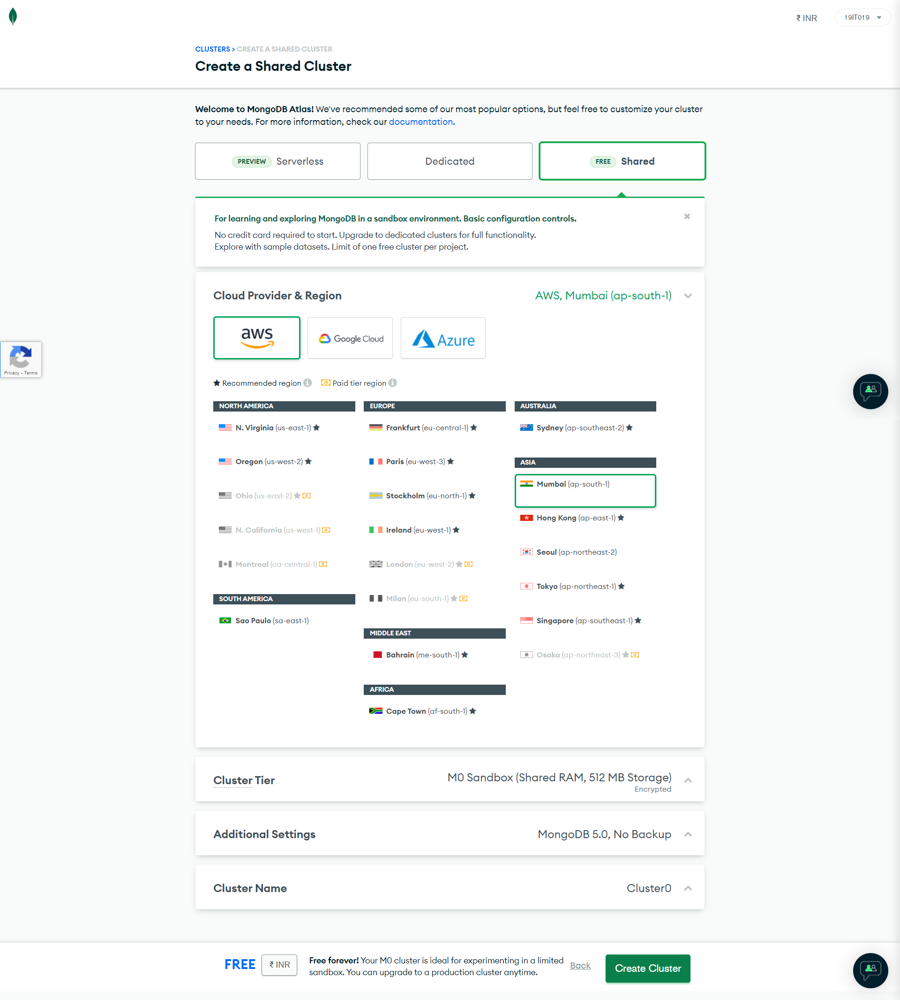 ₹ INR
19IT019
CLUSTERS > CREATE A SHARED CLUSTER
Create a Shared Cluster
Welcome to MongoDB Atlas! We've recommended some of our most popular options, but feel free to customize your cluster
to your needs. For more information, check our documentation.
PREVIEW Serverless
Dedicated
FREE Shared
For learning and exploring MongoDB in a sandbox environment. Basic configuration controls.
No credit card required to start. Upgrade to dedicated clusters for full functionality.
Explore with sample datasets. Limit of one free cluster per project.
Cloud Provider & Region
AWS, Mumbai (ap-south-1)
aws
Google Cloud
Azure
Privacy - Terms
Recommended region
Paid tier region
NORTH AMERICA
N. Virginia (us-east-1)
Oregon (us-west-2)
Ohio (us-east-2)
N. California (us-west-1)
Montreal (ca-central-1)
SOUTH AMERICA
Sao Paulo (sa-east-1)
EUROPE
Frankfurt (eu-central-1)
Paris (eu-west-3)
Stockholm (eu-north-1)
Ireland (eu-west-1)
London (eu-west-2)
Milan (eu-south-1)
MIDDLE EAST
Bahrain (me-south-1)
AFRICA
Cape Town (af-south-1)
AUSTRALIA
Sydney (ap-southeast-2)
ASIA
Mumbai (ap-south-1)
Hong Kong (ap-east-1)
Seoul (ap-northeast-2)
Tokyo (ap-northeast-1)
Singapore (ap-southeast-1)
Osaka (ap-northeast-3)
Cluster Tier
M0 Sandbox (Shared RAM, 512 MB Storage)
Encrypted
Additional Settings
MongoDB 5.0, No Backup
Cluster Name
Cluster0
FREE
₹ INR
Free forever! Your M0 cluster is ideal for experimenting in a limited
sandbox. You can upgrade to a production cluster anytime.
Back
Create Cluster